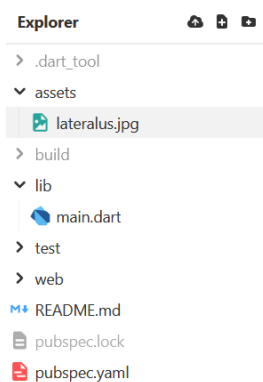 Explorer
.dart_tool
assets
lateralus.jpg
build
lib
main.dart
test
web
M↓ README.md
pubspec.lock
pubspec.yaml